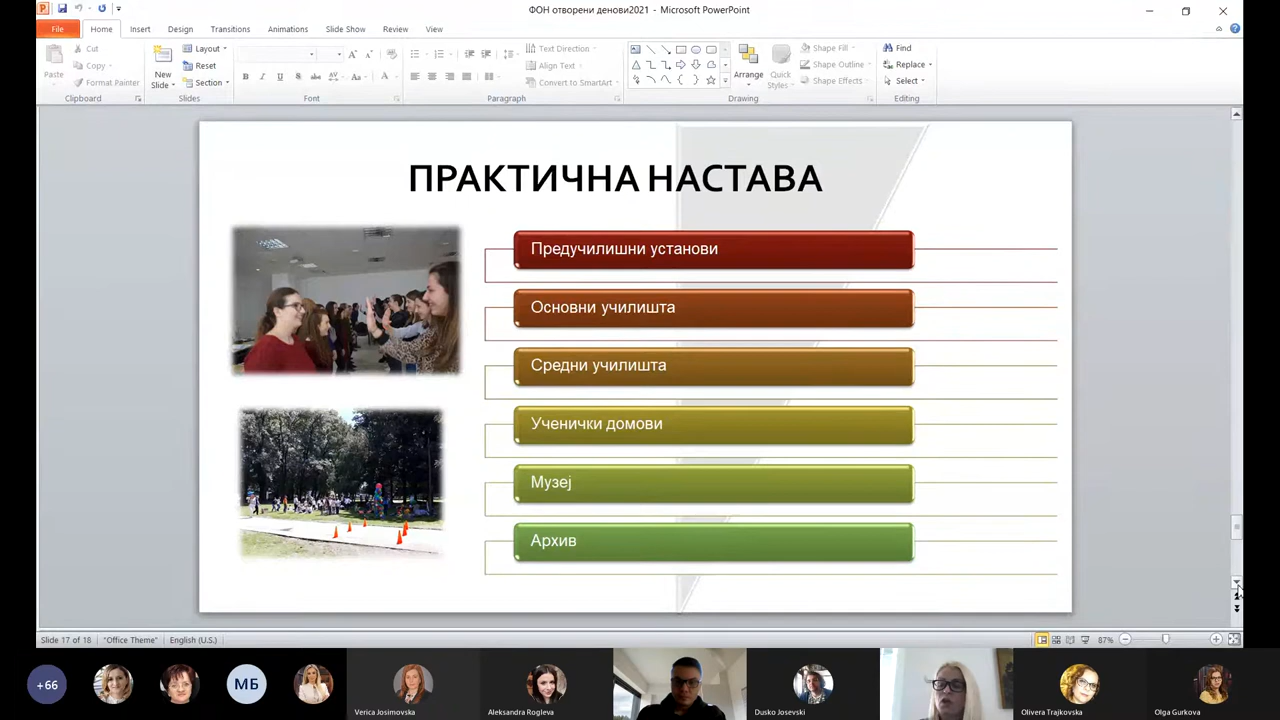 ФОН отворени денови2021 - Microsoft PowerPoint
File
Home
Insert
Design
Transitions
Animations
Slide Show
Review
View
Paste
Cut
Copy
Format Painter
Clipboard
New
Slide
Layout
Reset
Section
Slides
Font
Text Direction
Align Text
Convert to SmartArt
Paragraph
Arrange
Quick
Styles
Shape Fill
Shape Outline
Shape Effects
Drawing
Find
Replace
Select
Editing
ПРАКТИЧНА НАСТАВА
Предучилишни установи
Основни училишта
Средни училишта
Ученички домови
Музеј
Архив
Slide 17 of 18
"Office Theme"
English (U.S.)
87%
+66
МБ
Verica Josimovska
Aleksandra Rogleva
Dusko Josevski
Olivera Trajkovska
Olga Gurkova